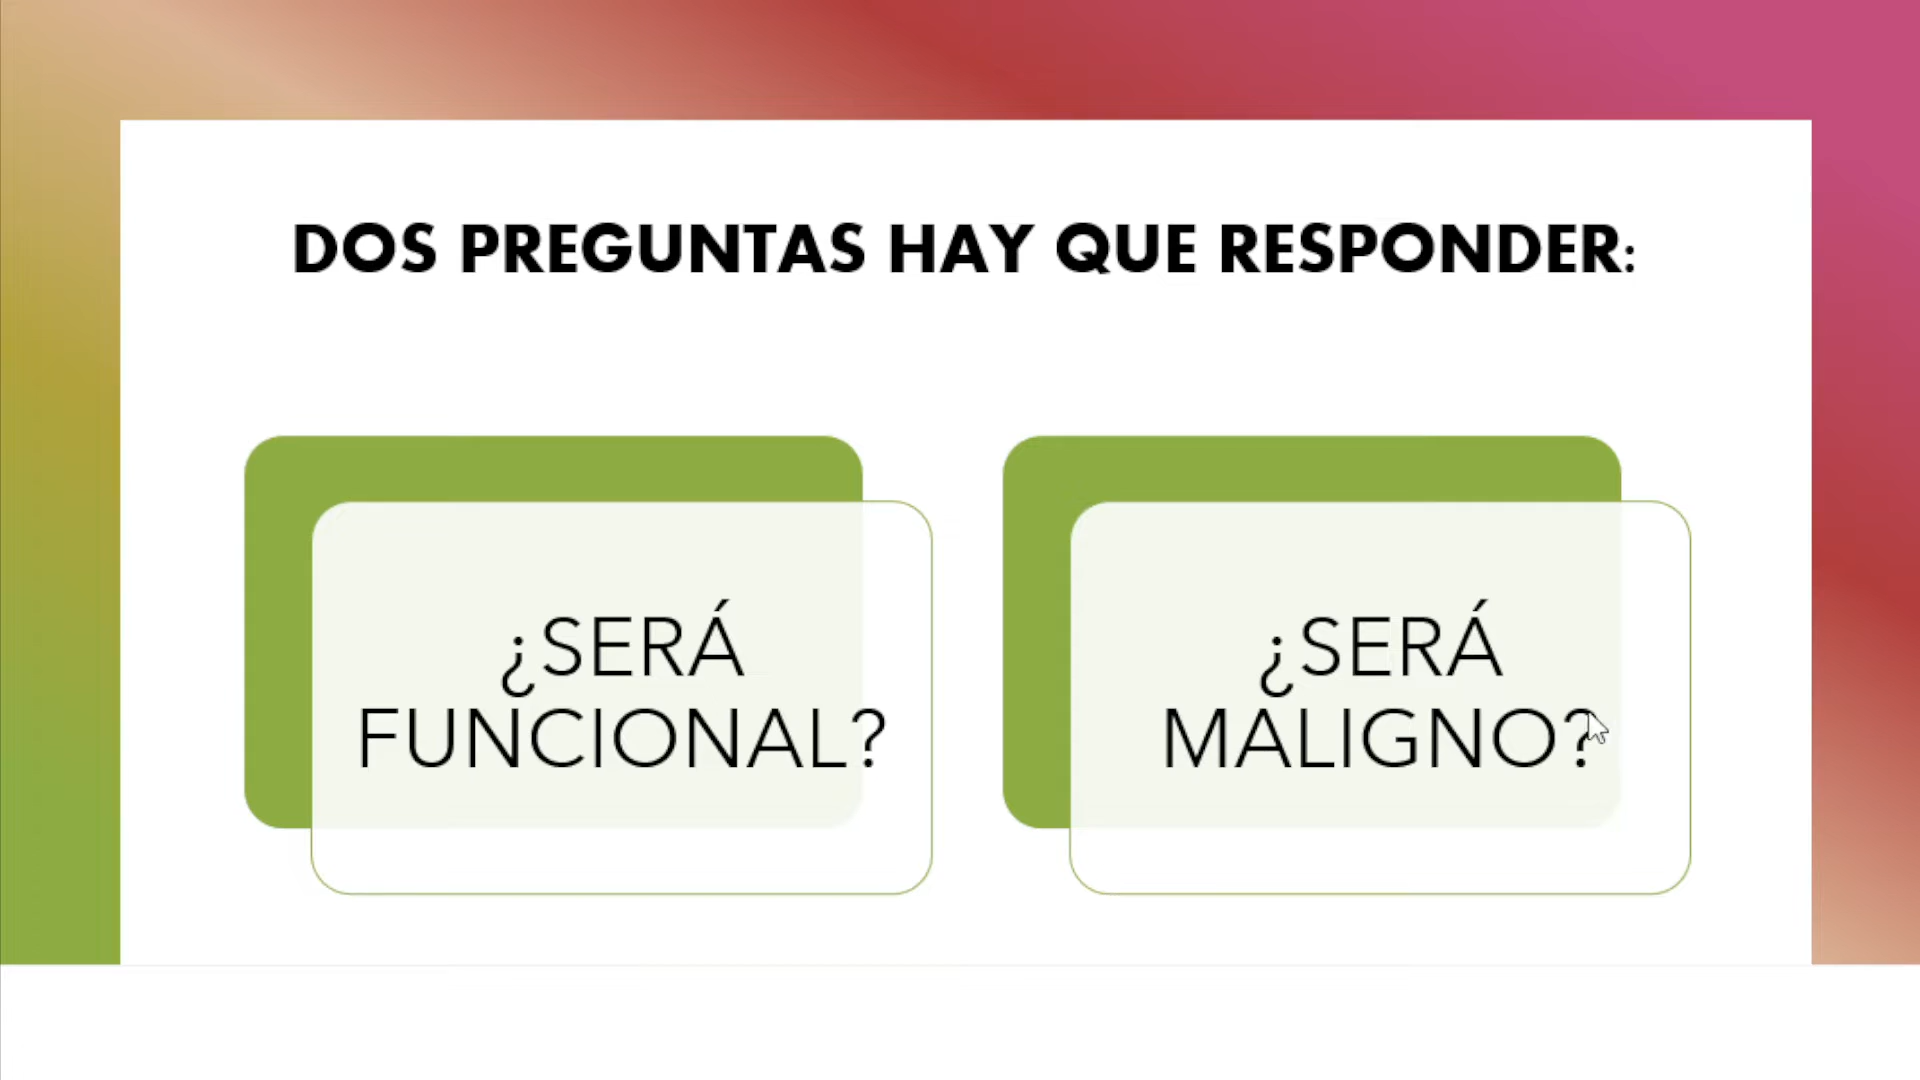 DOS PREGUNTAS HAY QUE RESPONDER:
¿SERÁ
FUNCIONAL?
¿SERÁ
MALIGNO?